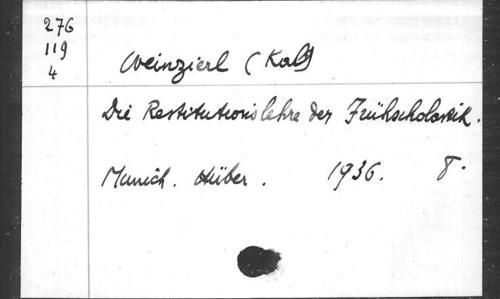 276
119
4
Weinzierl (Karl)
Die Restitutionslehre der Frühscholastik.
Munich. Hüber. 1936. 8.